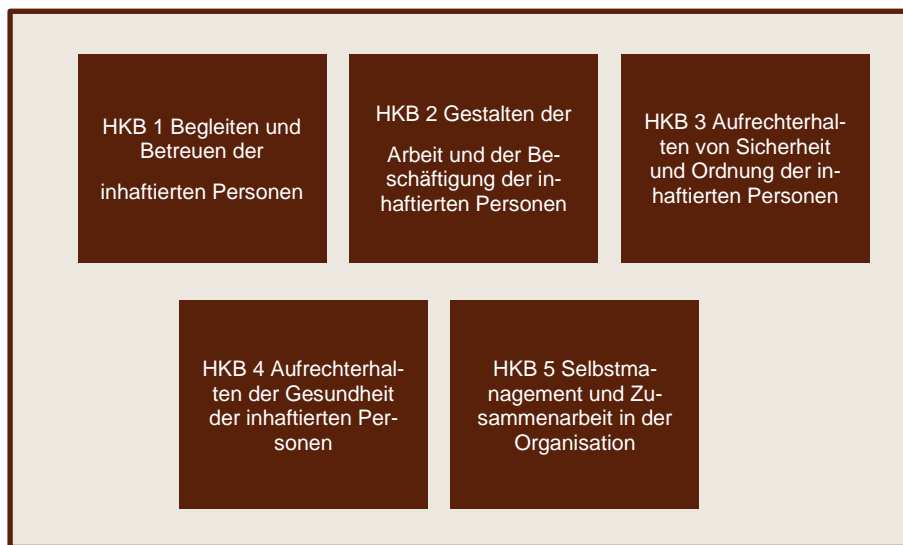 HKB 1 Begleiten und
Betreuen der
inhaftierten Personen
HKB 2 Gestalten der
Arbeit und der Be-
schäftigung der in-
haftierten Personen
HKB 3 Aufrechterhal-
ten von Sicherheit
und Ordnung der in-
haftierten Personen
HKB 4 Aufrechterhal-
ten der Gesundheit
der inhaftierten Per-
sonen
HKB 5 Selbstma-
nagement und Zu-
sammenarbeit in der
Organisation